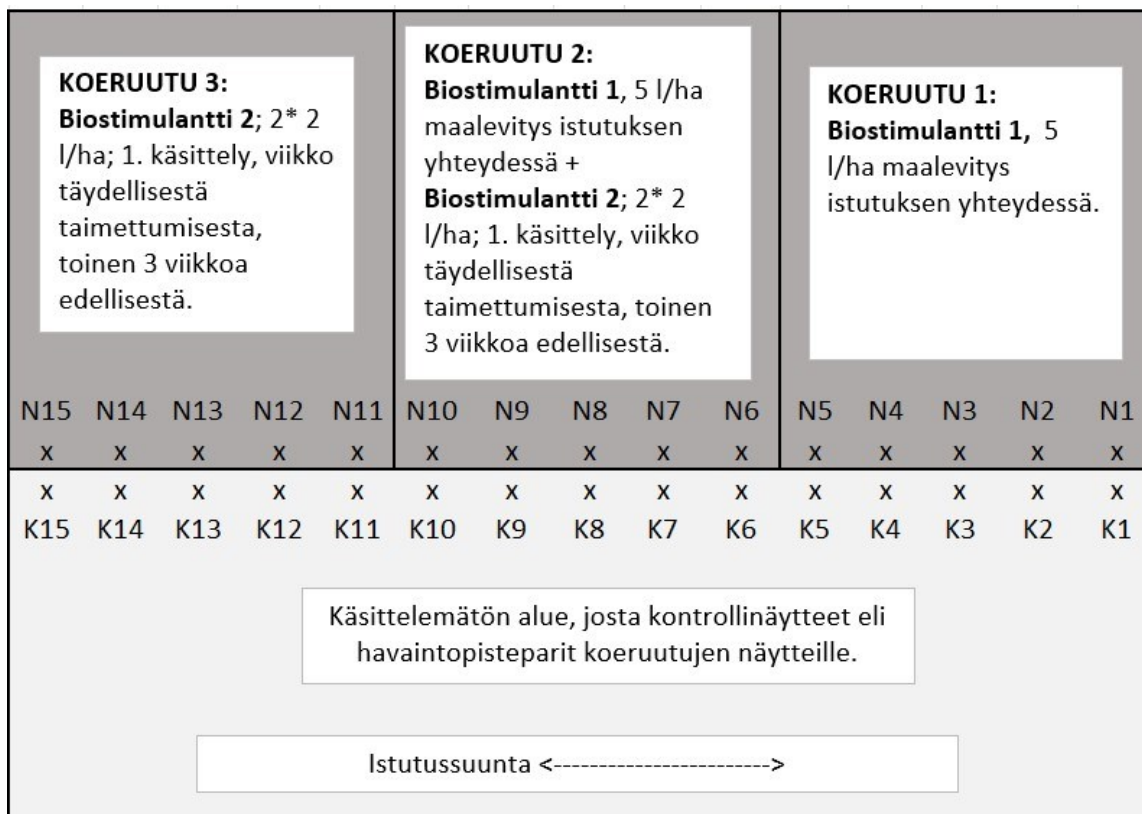 KOERUUTU 3:
Biostimulantti 2; 2* 2
l/ha; 1. käsittely, viikko
täydellisestä
taimettumisesta,
toinen 3 viikkoa
edellisestä.
KOERUUTU 2:
Biostimulantti 1, 5 l/ha
maalevitys istutuksen
yhteydessä +
Biostimulantti 2; 2* 2
l/ha; 1. käsittely, viikko
täydellisestä
taimettumisesta, toinen
3 viikkoa edellisestä.
KOERUUTU 1:
Biostimulantti 1, 5
l/ha maalevitys
istutuksen yhteydessä.
N15 N14 N13 N12 N11 N10 N9 N8 N7 N6 N5 N4 N3 N2 N1
x x x x x x x x x x x x x x x
x x x x x x x x x x x x x x x
K15 K14 K13 K12 K11 K10 K9 K8 K7 K6 K5 K4 K3 K2 K1
Käsittelemätön alue, josta kontrollinäytteet eli
havaintopisteparit koeruutujen näytteille.
Istutussuunta <------------------------>